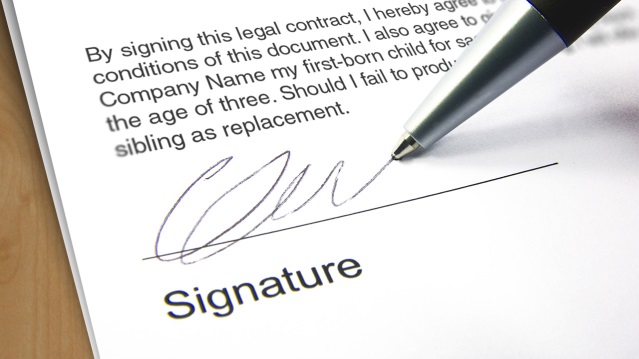 By signing this legal contract, I hereby agree to
conditions of this document. I also agree to
Company Name my first-born child for
the age of three. Should I fail to
sibling as replacement.
Signature